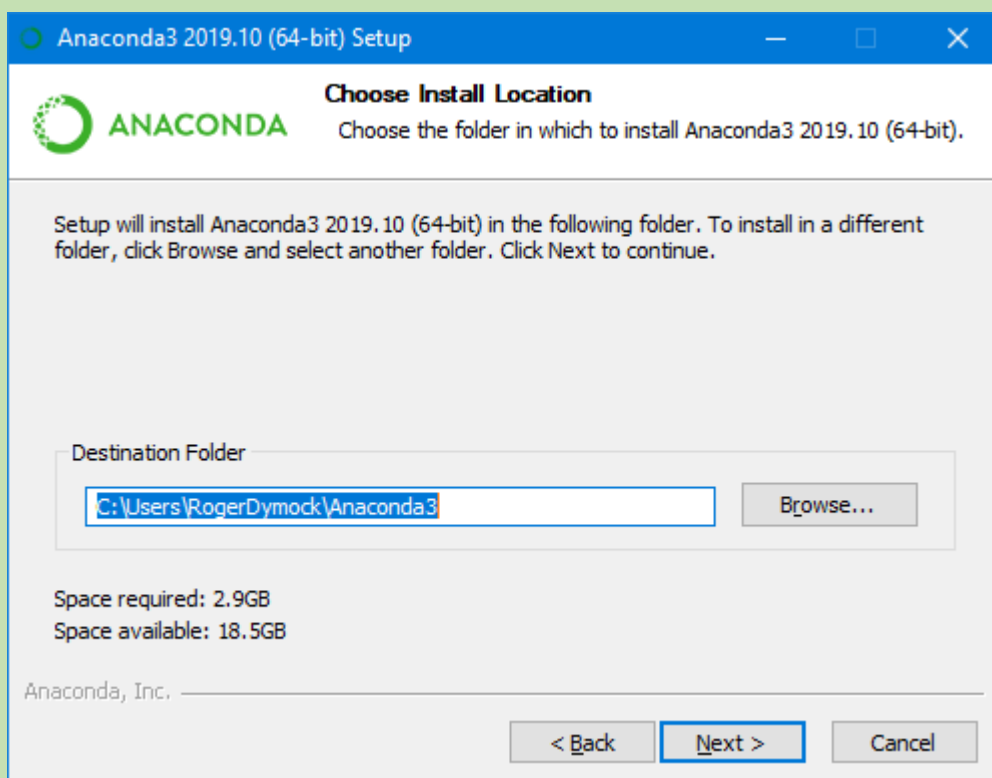 Anaconda3 2019.10 (64-bit) Setup
ANACONDA
Choose Install Location
Choose the folder in which to install Anaconda3 2019.10 (64-bit).
Setup will install Anaconda3 2019.10 (64-bit) in the following folder. To install in a different
folder, click Browse and select another folder. Click Next to continue.
Destination Folder
C:\Users\RogerDymock\Anaconda3
Browse...
Space required: 2.9GB
Space available: 18.5GB
Anaconda, Inc.
< Back
Next >
Cancel